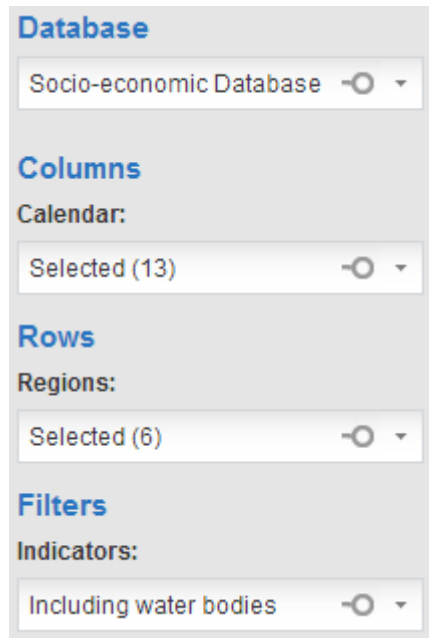 Database
Socio-economic Database
Columns
Calendar:
Selected (13)
Rows
Regions:
Selected (6)
Filters
Indicators:
Including water bodies